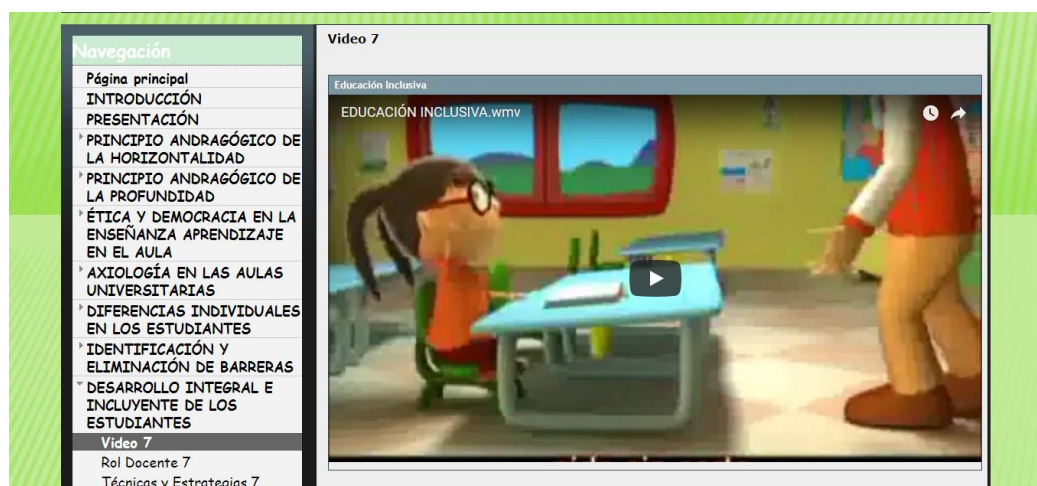 Navegación
Página principal
INTRODUCCIÓN
PRESENTACIÓN
PRINCIPIO ANDRAGÓGICO DE
LA HORIZONTALIDAD
PRINCIPIO ANDRAGÓGICO DE
LA PROFUNDIDAD
ÉTICA Y DEMOCRACIA EN LA
ENSEÑANZA APRENDIZAJE
EN EL AULA
AXIOLOGÍA EN LAS AULAS
UNIVERSITARIAS
DIFERENCIAS INDIVIDUALES
EN LOS ESTUDIANTES
IDENTIFICACIÓN Y
ELIMINACIÓN DE BARRERAS
DESARROLLO INTEGRAL E
INCLUYENTE DE LOS
ESTUDIANTES
Video 7
Rol Docente 7
Técnicas y Estrategias 7
Video 7
Educación Inclusiva
EDUCACIÓN INCLUSIVA.wmv